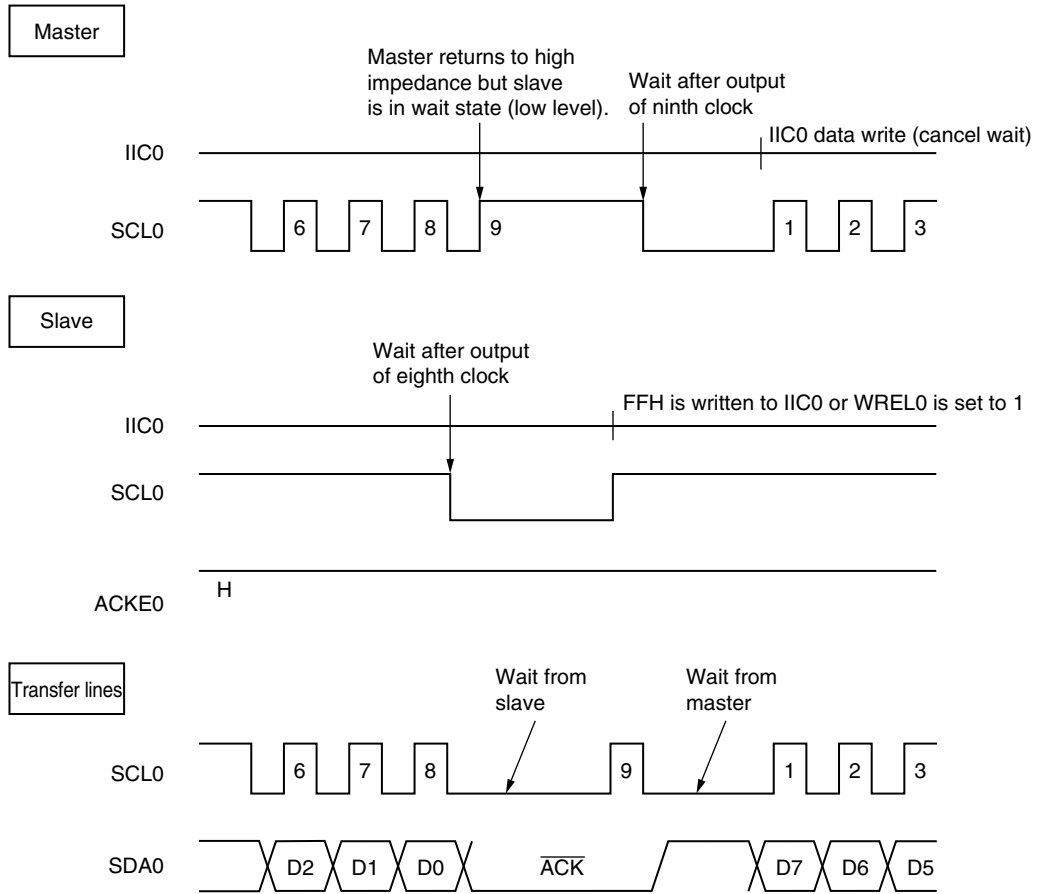 Master
Master returns to high
impedance but slave
is in wait state (low level).
Wait after output
of ninth clock
IIC0 data write (cancel wait)
IIC0
SCL0
6 7 8 9 1 2 3
Slave
Wait after output
of eighth clock
FFH is written to IIC0 or WREL0 is set to 1
IIC0
SCL0
H
ACKE0
Transfer lines
Wait from
slave
Wait from
master
SCL0
6 7 8 9 1 2 3
SDA0
D2 D1 D0 ACK D7 D6 D5